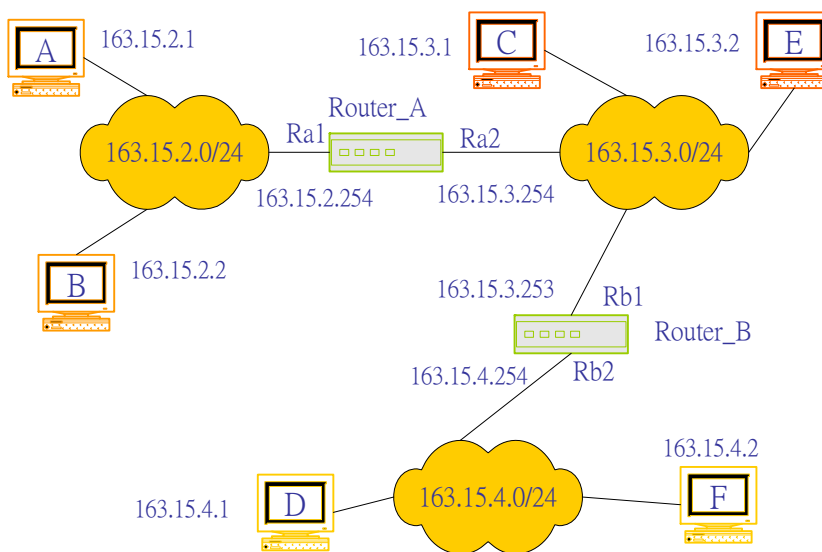 A
163.15.2.1
163.15.3.1
C
163.15.3.2
E
Router_A
Ra1
Ra2
163.15.2.0/24
163.15.3.0/24
163.15.2.254
163.15.3.254
B
163.15.2.2
163.15.3.253
Rb1
Router_B
163.15.4.254
Rb2
163.15.4.2
163.15.4.1
D
163.15.4.0/24
F